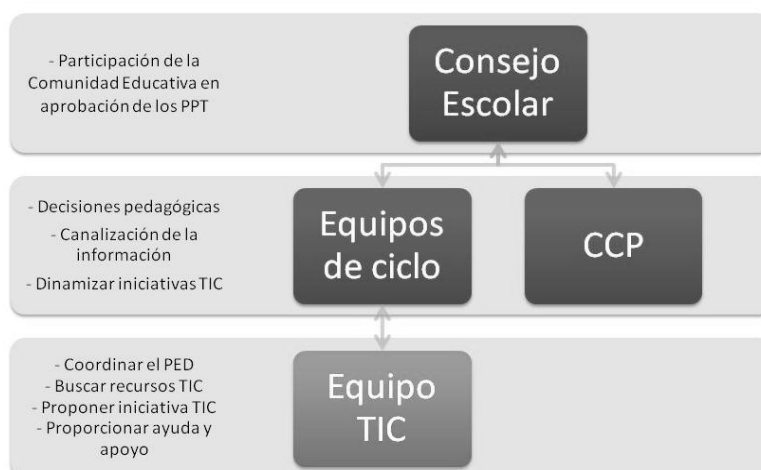 - Participación de la
Comunidad Educativa en
aprobación de los PPT
Consejo
Escolar
- Decisiones pedagógicas
- Canalización de la
información
- Dinamizar iniciativas TIC
Equipos
de ciclo
CCP
- Coordinar el PED
- Buscar recursos TIC
- Proponer iniciativa TIC
- Proporcionar ayuda y
apoyo
Equipo
TIC